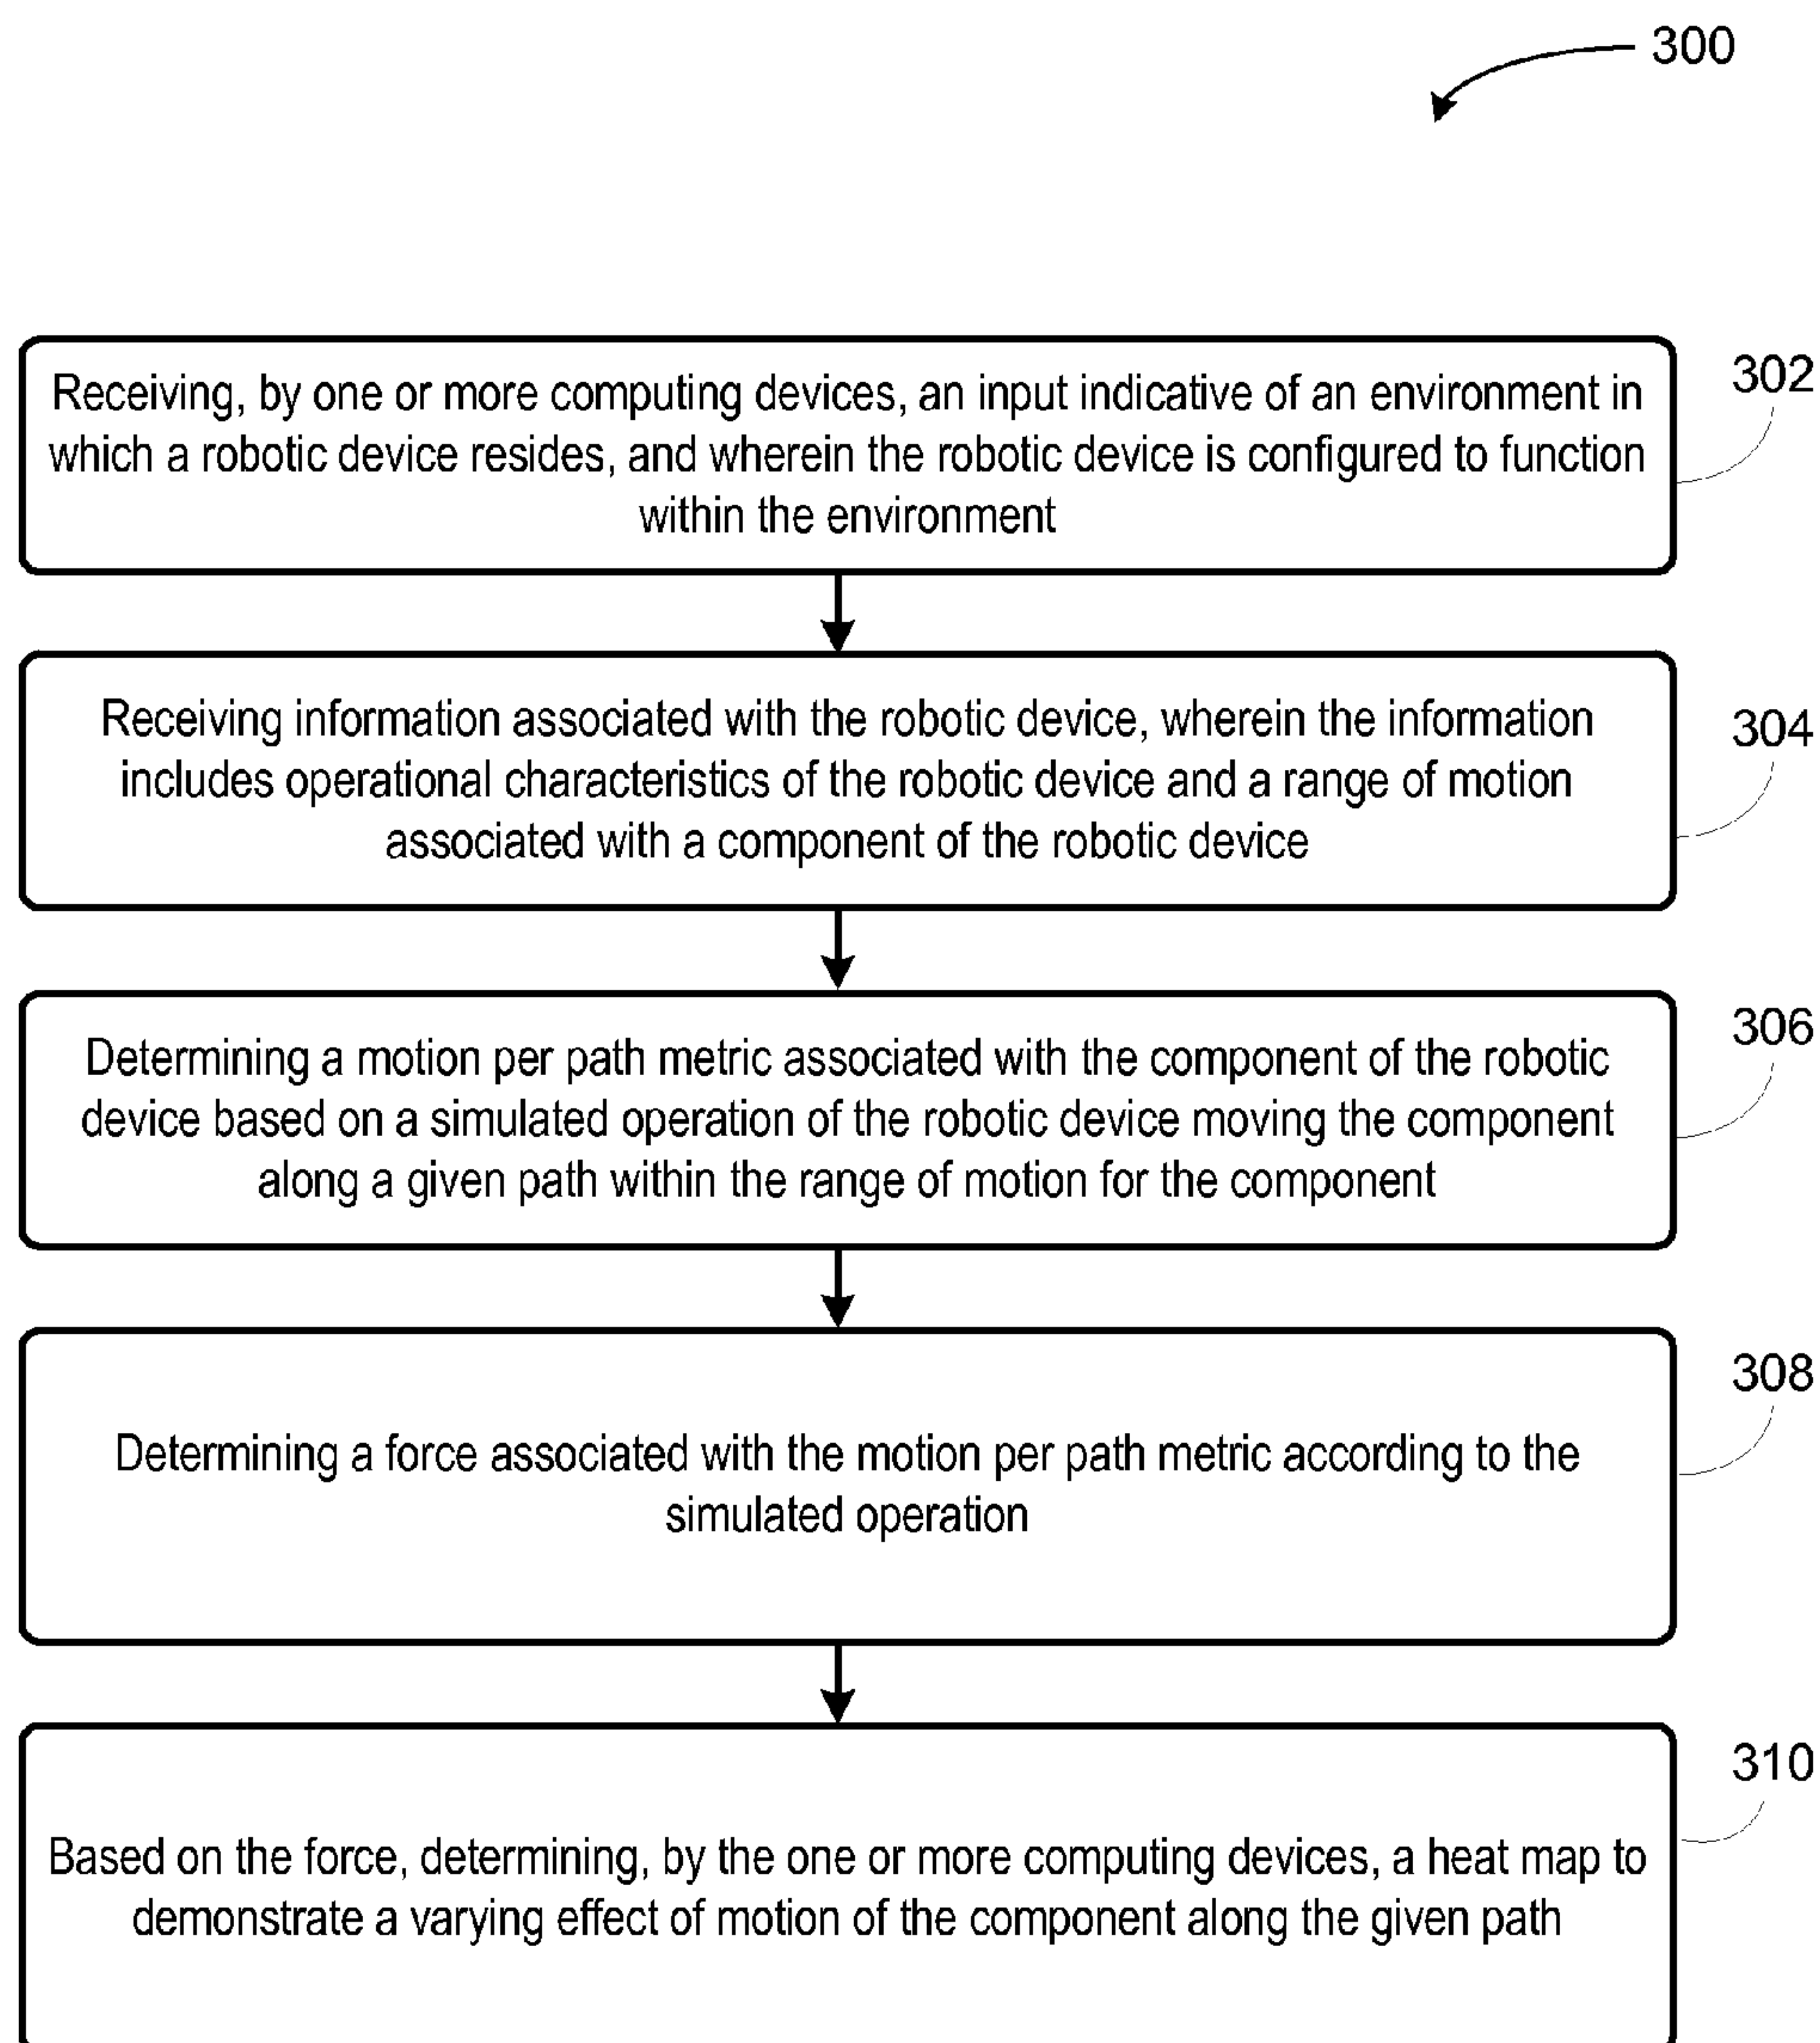 300
Receiving, by one or more computing devices, an input indicative of an environment in
which a robotic device resides, and wherein the robotic device is configured to function
within the environment
302
Receiving information associated with the robotic device, wherein the information
includes operational characteristics of the robotic device and a range of motion
associated with a component of the robotic device
304
Determining a motion per path metric associated with the component of the robotic
device based on a simulated operation of the robotic device moving the component
along a given path within the range of motion for the component
306
Determining a force associated with the motion per path metric according to the
simulated operation
308
Based on the force, determining, by the one or more computing devices, a heat map to
demonstrate a varying effect of motion of the component along the given path
310